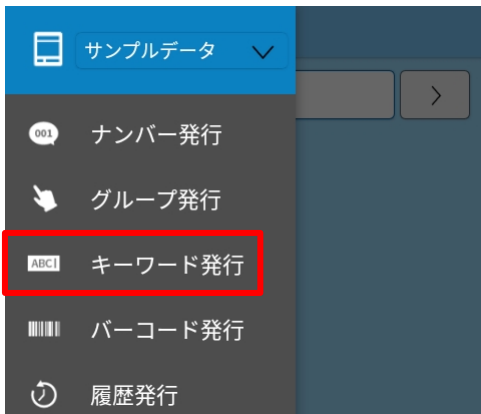 サンプルデータ
001
ナンバー発行
グループ発行
ABC
キーワード発行
バーコード発行
履歴発行